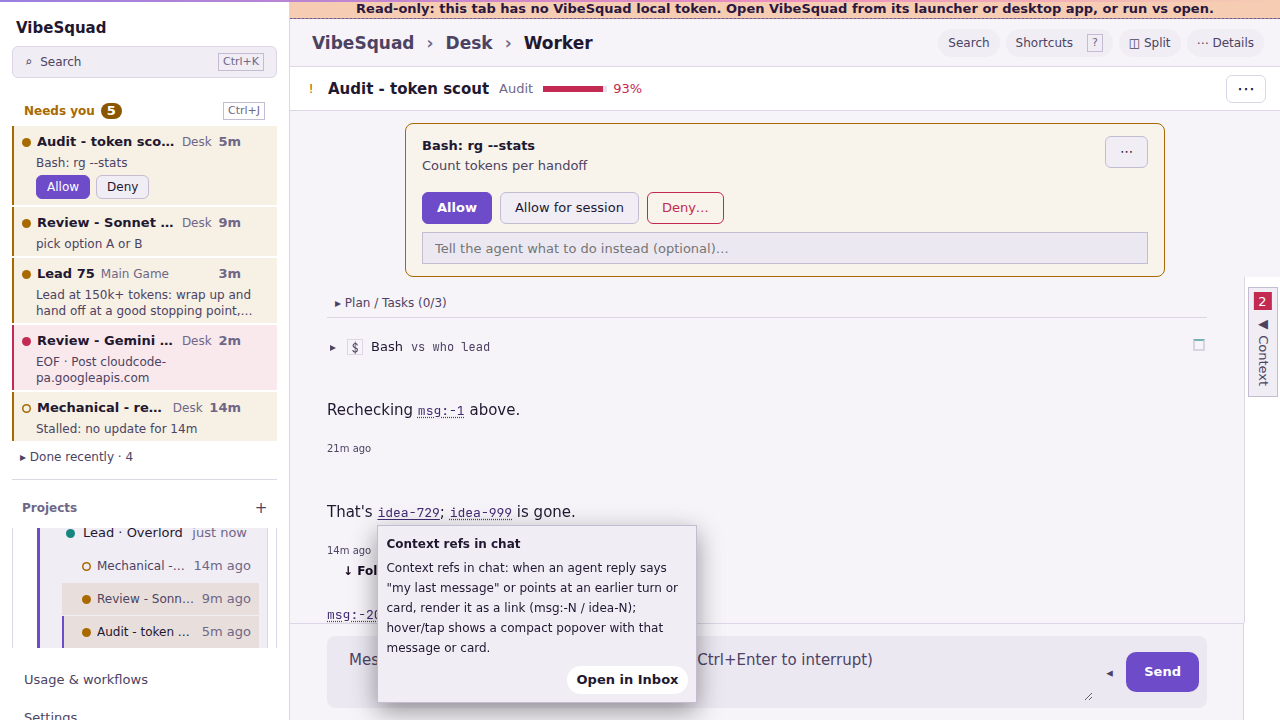 Read-only: this tab has no VibeSquad local token. Open VibeSquad from its launcher or desktop app, or run vs open.
VibeSquad
Search
Ctrl+K
Needs you 5
Ctrl+J
Audit - token sco… Desk 5m
Bash: rg --stats
Allow
Deny
Review - Sonnet … Desk 9m
pick option A or B
Lead 75 Main Game 3m
Lead at 150k+ tokens: wrap up and
hand off at a good stopping point,…
Review - Gemini … Desk 2m
EOF · Post cloudcode-
pa.googleapis.com
Mechanical - re… Desk 14m
Stalled: no update for 14m
▸ Done recently · 4
Projects
+
Lead · Overlord just now
Mechanical -… 14m ago
Review - Sonn… 9m ago
Audit - token … 5m ago
Usage & workflows
Settings
VibeSquad › Desk › Worker
Search
Shortcuts ?
Split
⋯ Details
! Audit - token scout Audit 93%
⋯
Bash: rg --stats
Count tokens per handoff
⋯
Allow
Allow for session
Deny…
Tell the agent what to do instead (optional)…
▸ Plan / Tasks (0/3)
▸ $ Bash vs who lead
Rechecking msg:-1 above.
21m ago
That's idea-729; idea-999 is gone.
14m ago
↓ Fol
msg:-20
Context refs in chat
Context refs in chat: when an agent reply says
"my last message" or points at an earlier turn or
card, render it as a link (msg:-N / idea-N);
hover/tap shows a compact popover with that
message or card.
Open in Inbox
Mes
Ctrl+Enter to interrupt)
◂
Send
2
◀ Context